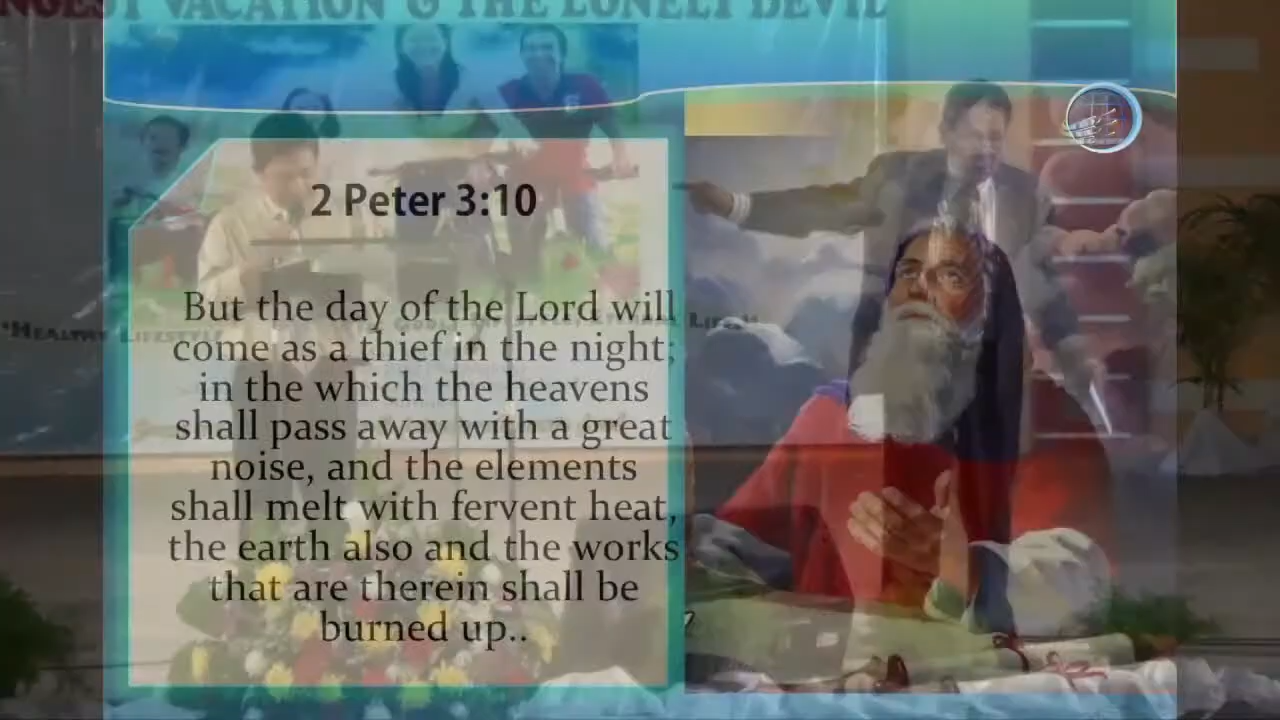 NGEST VACATION & THE LONELY DEVIL
2 Peter 3:10
But the day of the Lord will
"HEALTHY LIFESTYLE
come as a thief in the night;
in the which the heavens
shall pass away with a great
noise, and the elements
shall melt with fervent heat,
the earth also and the works
that are therein shall be
burned up..